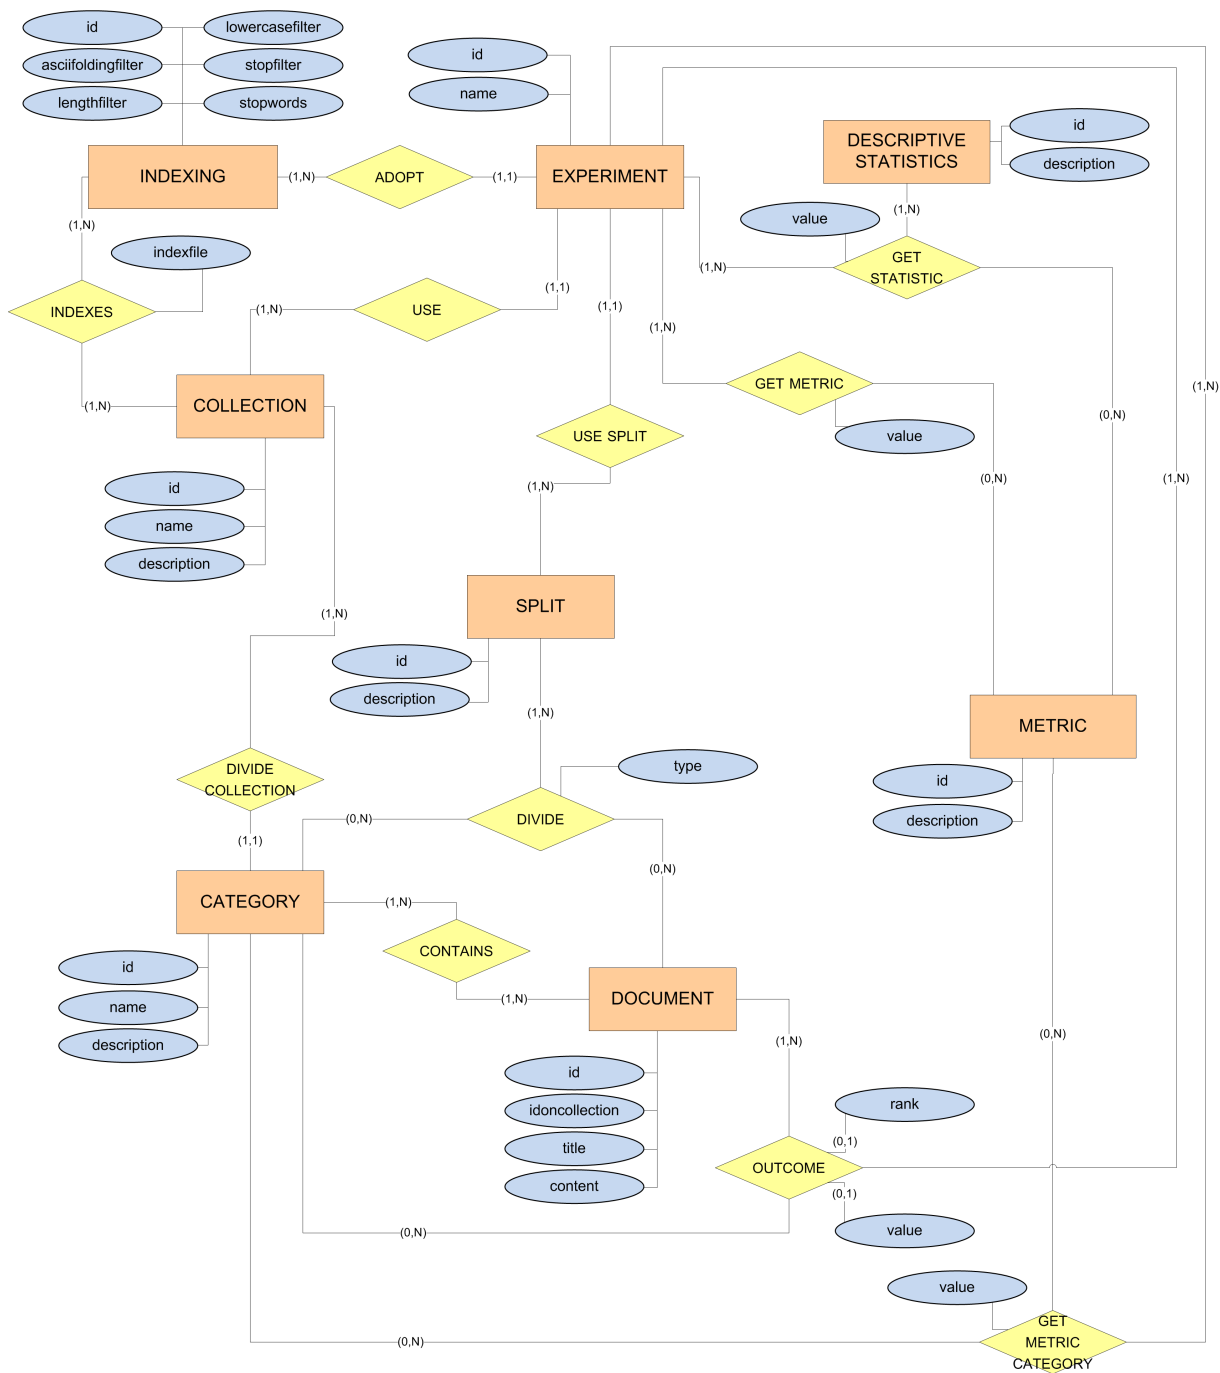 id
lowercasefilter
asciifoldingfilter
stopfilter
lengthfilter
stopwords
id
name
INDEXING
(1,N)
ADOPT
(1,1)
EXPERIMENT
DESCRIPTIVE
STATISTICS
id
description
(1,N)
value
(1,N)
GET
STATISTIC
(1,N)
indexfile
INDEXES
(1,N)
USE
(1,1)
(1,1)
(1,N)
GET METRIC
value
(1,N)
(0,N)
(1,N)
COLLECTION
USE SPLIT
(1,N)
(0,N)
(1,N)
id
name
description
(1,N)
SPLIT
id
description
(1,N)
METRIC
id
description
DIVIDE
COLLECTION
type
(1,1)
(0,N)
DIVIDE
(0,N)
CATEGORY
(1,N)
CONTAINS
(1,N)
DOCUMENT
id
name
description
(1,N)
(0,N)
id
idoncollection
title
content
rank
(0,1)
OUTCOME
(0,1)
value
(0,N)
value
(0,N)
GET
METRIC
CATEGORY